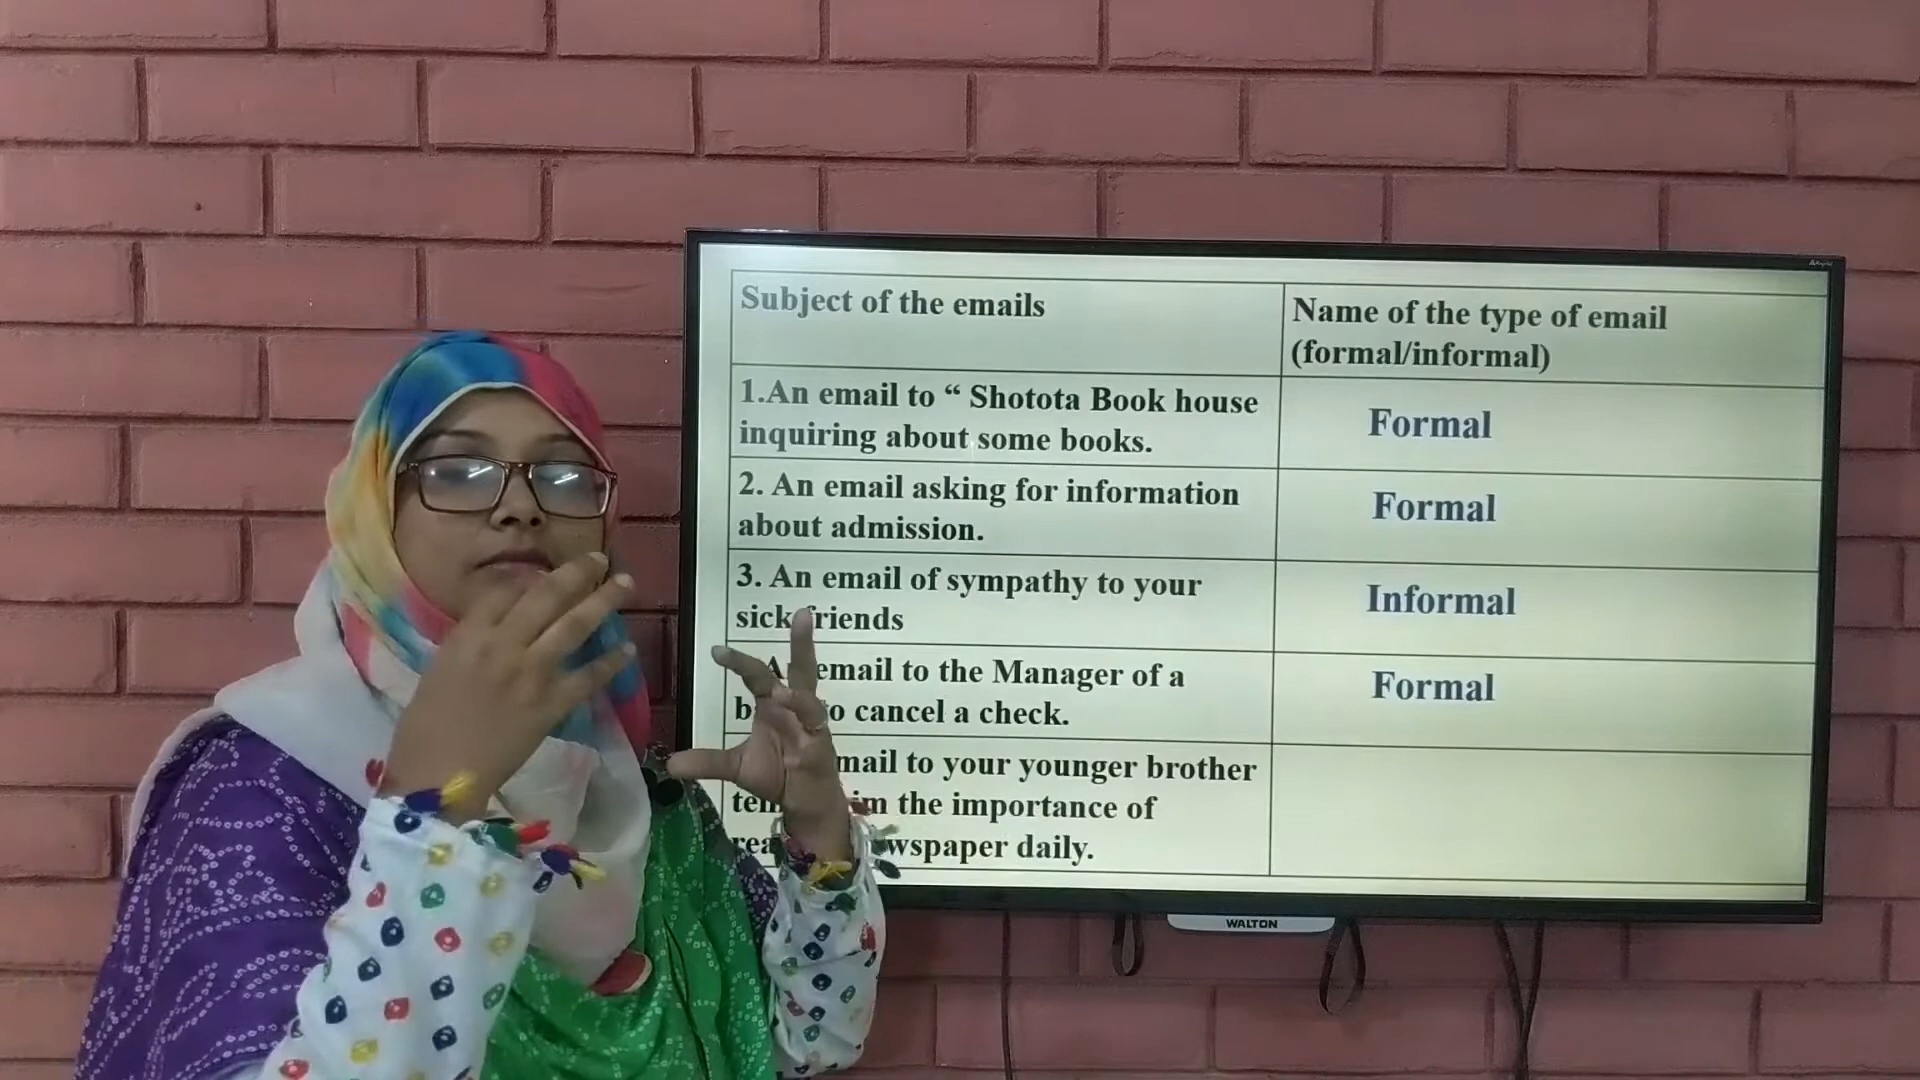 Subject of the emails
Name of the type of email
(formal/informal)
1.An email to “ Shotota Book house
inquiring about some books.
Formal
2. An email asking for information
about admission.
Formal
3. An email of sympathy to your
sick friends
Informal
email to the Manager of a
to cancel a check.
Formal
to your younger brother
the importance of
daily.
WALTON